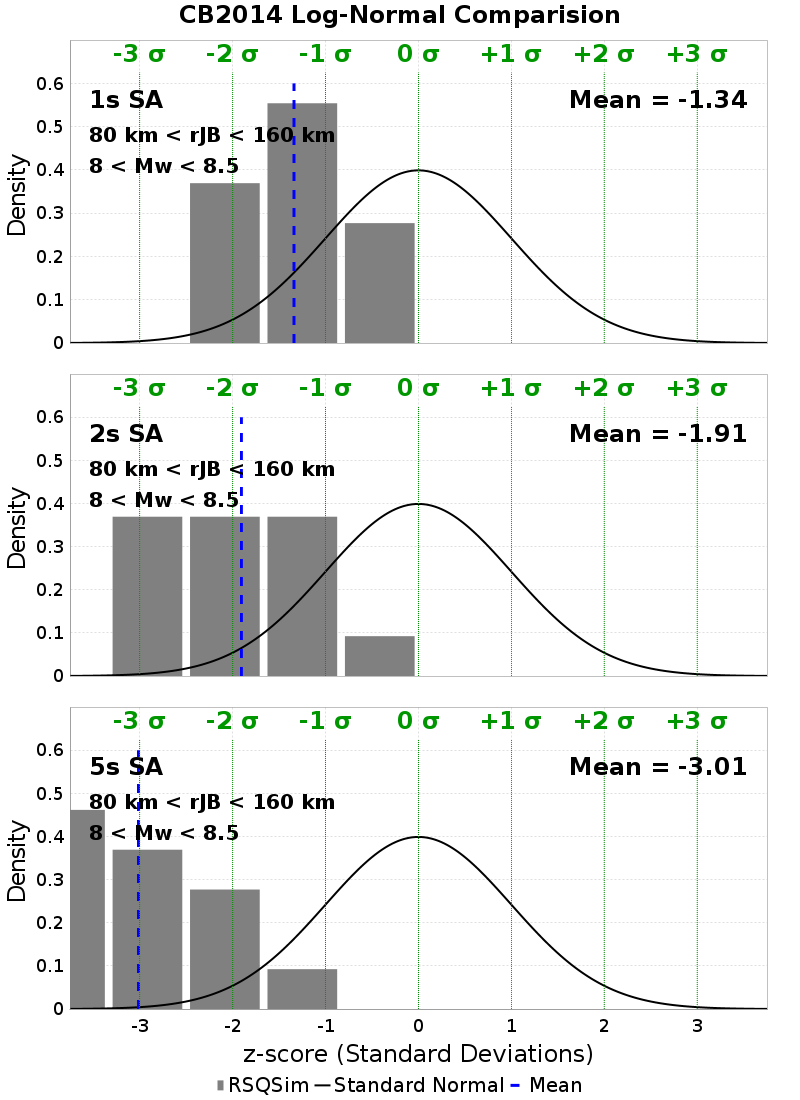 CB2014 Log-Normal Comparision
-3 σ -2 σ -1 σ 0 σ +1 σ +2 σ +3 σ
1s SA
Mean = -1.34
80 km < rJB < 160 km
8 < Mw < 8.5
Density
0.6
0.5
0.4
0.3
0.2
0.1
0
-3 σ -2 σ -1 σ 0 σ +1 σ +2 σ +3 σ
2s SA
Mean = -1.91
80 km < rJB < 160 km
8 < Mw < 8.5
Density
0.6
0.5
0.4
0.3
0.2
0.1
0
-3 σ -2 σ -1 σ 0 σ +1 σ +2 σ +3 σ
5s SA
Mean = -3.01
80 km < rJB < 160 km
8 < Mw < 8.5
Density
0.6
0.5
0.4
0.3
0.2
0.1
0
-3 -2 -1 0 1 2 3
z-score (Standard Deviations)
RSQSim Standard Normal Mean